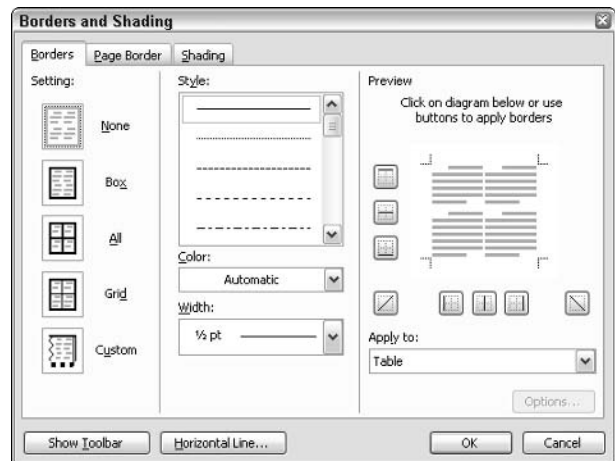 Borders and Shading
Borders
Page Border
Shading
Setting:
None
Box
All
Grid
Custom
Style:
Color:
Automatic
Width:
½ pt
Preview
Click on diagram below or use
buttons to apply borders
Apply to:
Table
Options...
Show Toolbar
Horizontal Line...
OK
Cancel